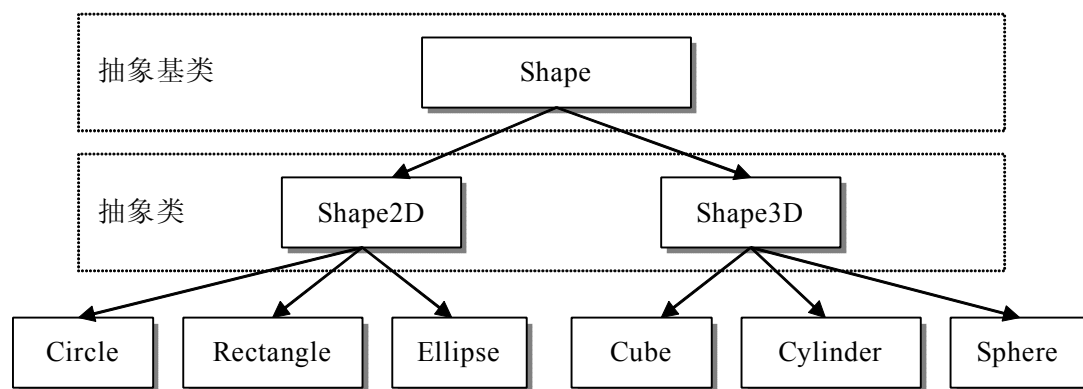 抽象基类
Shape
抽象类
Shape2D
Shape3D
Circle
Rectangle
Ellipse
Cube
Cylinder
Sphere